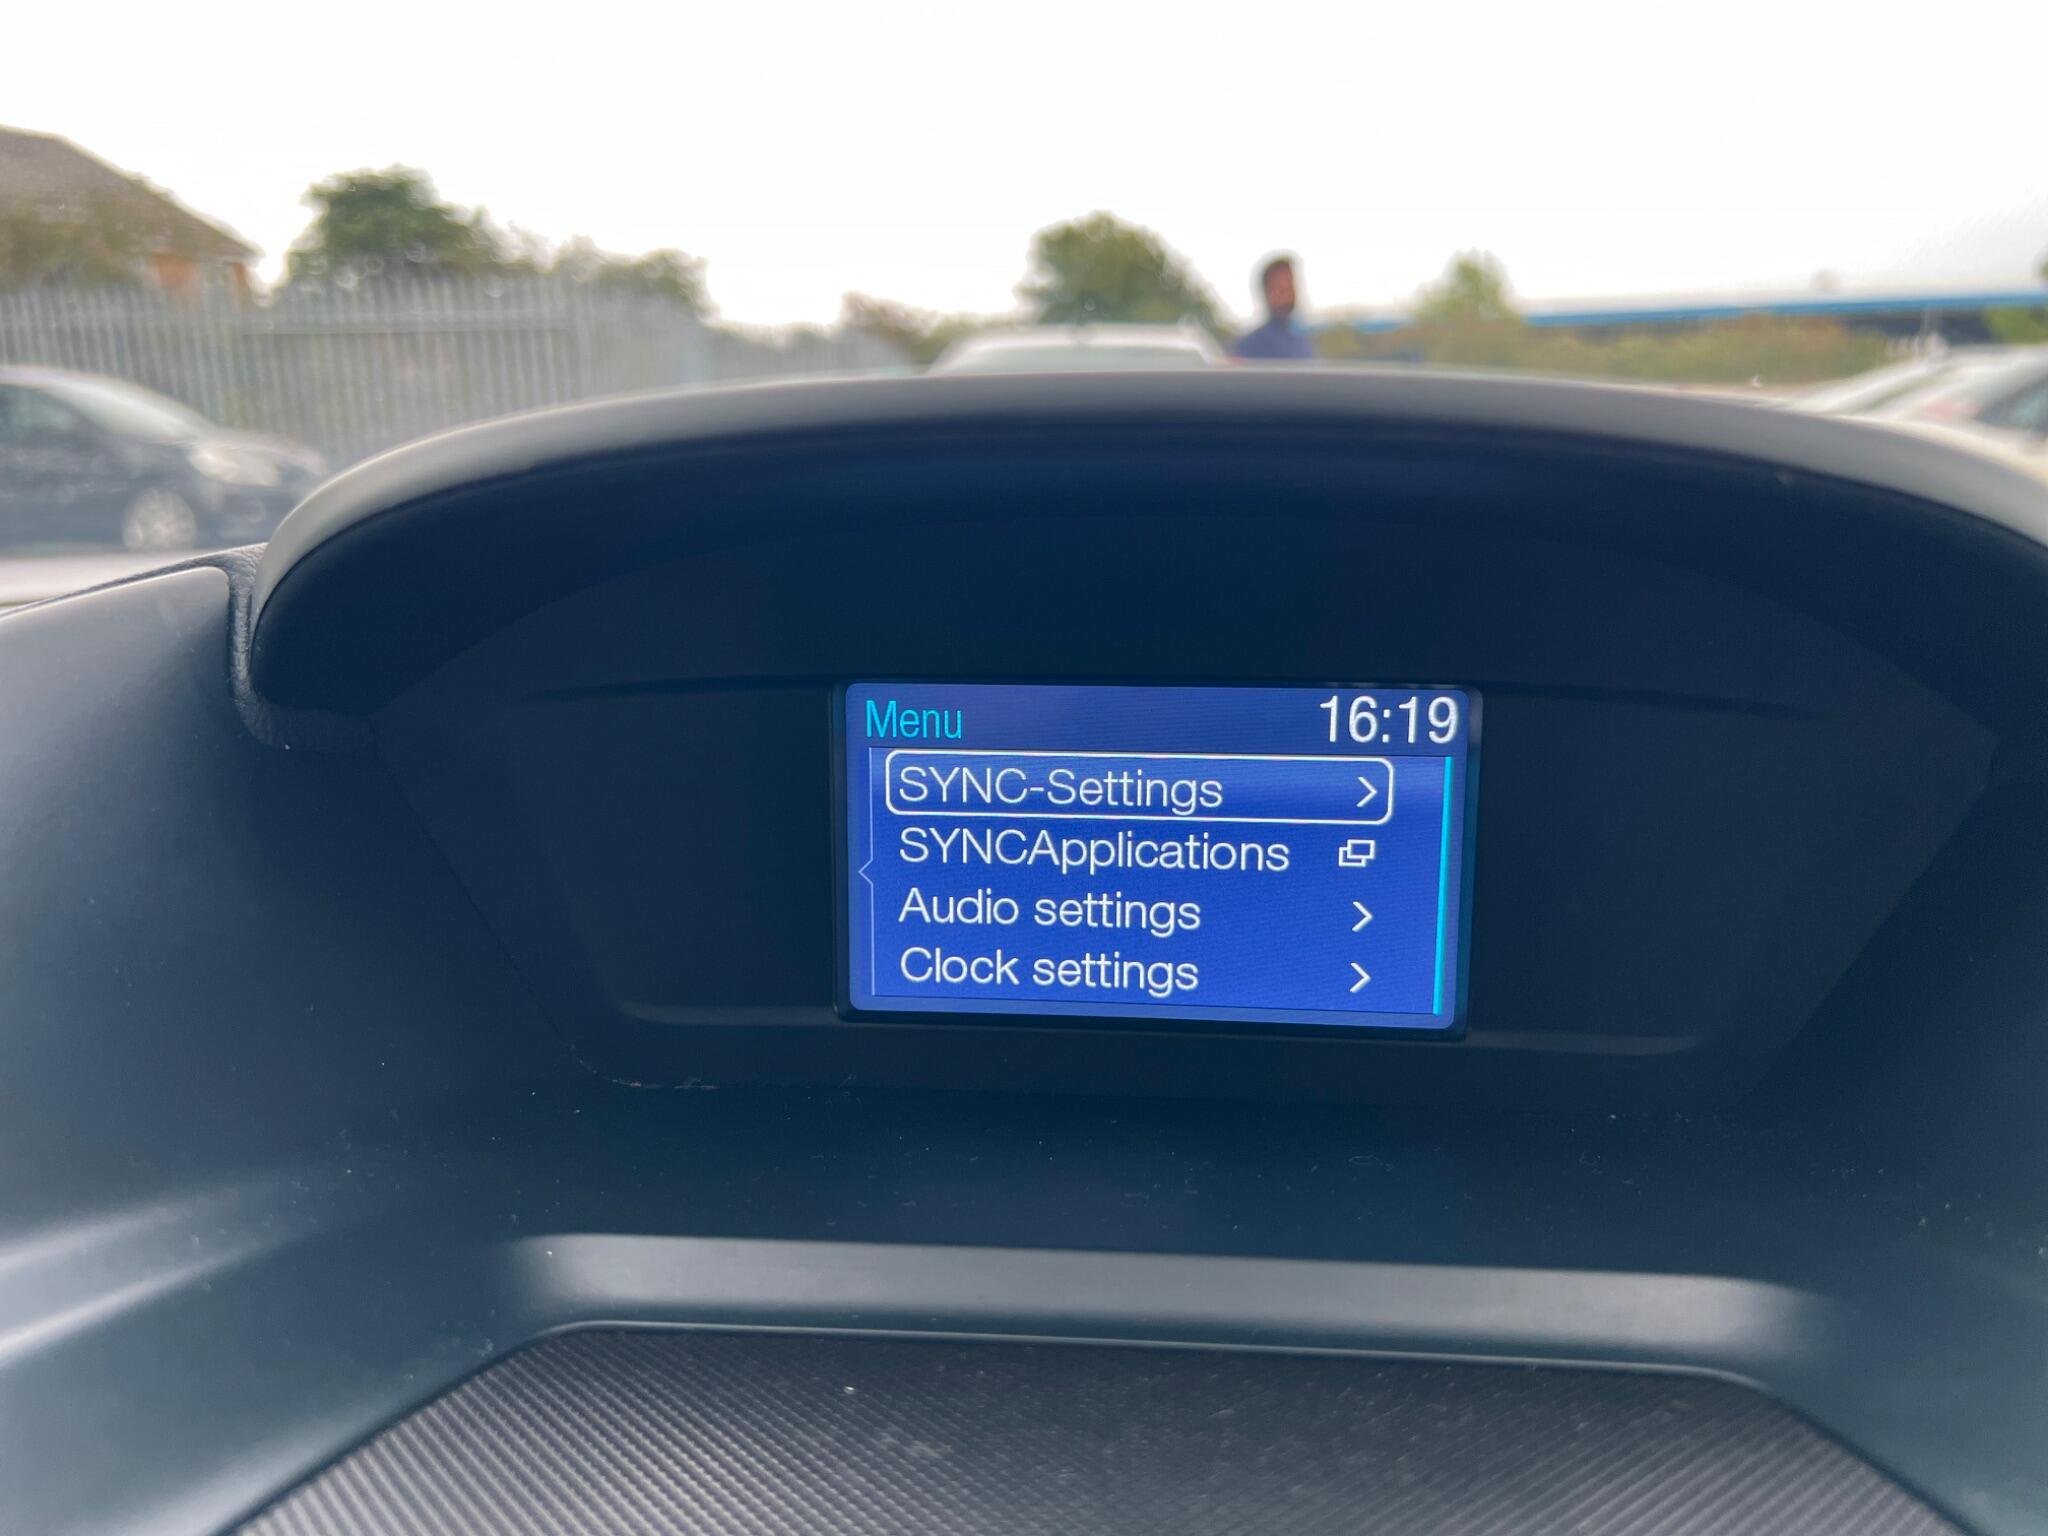 Menu 16:19
SYNC-Settings
SYNCApplications
Audio settings
Clock settings